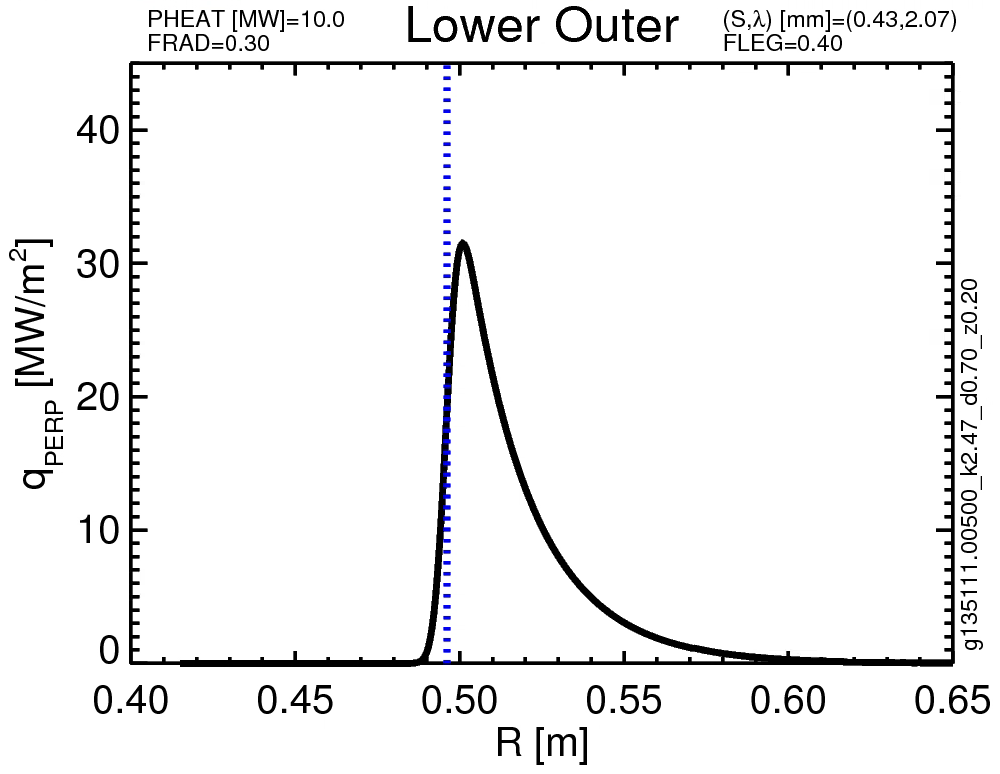 PHEAT [MW]=10.0
FRAD=0.30
Lower Outer
(S,λ) [mm]=(0.43,2.07)
FLEG=0.40
40
30
20
10
0
qPERP [MW/m²]
0.40 0.45 0.50 0.55 0.60 0.65
R [m]
g135111.00500_k2.47_d0.70_z0.20